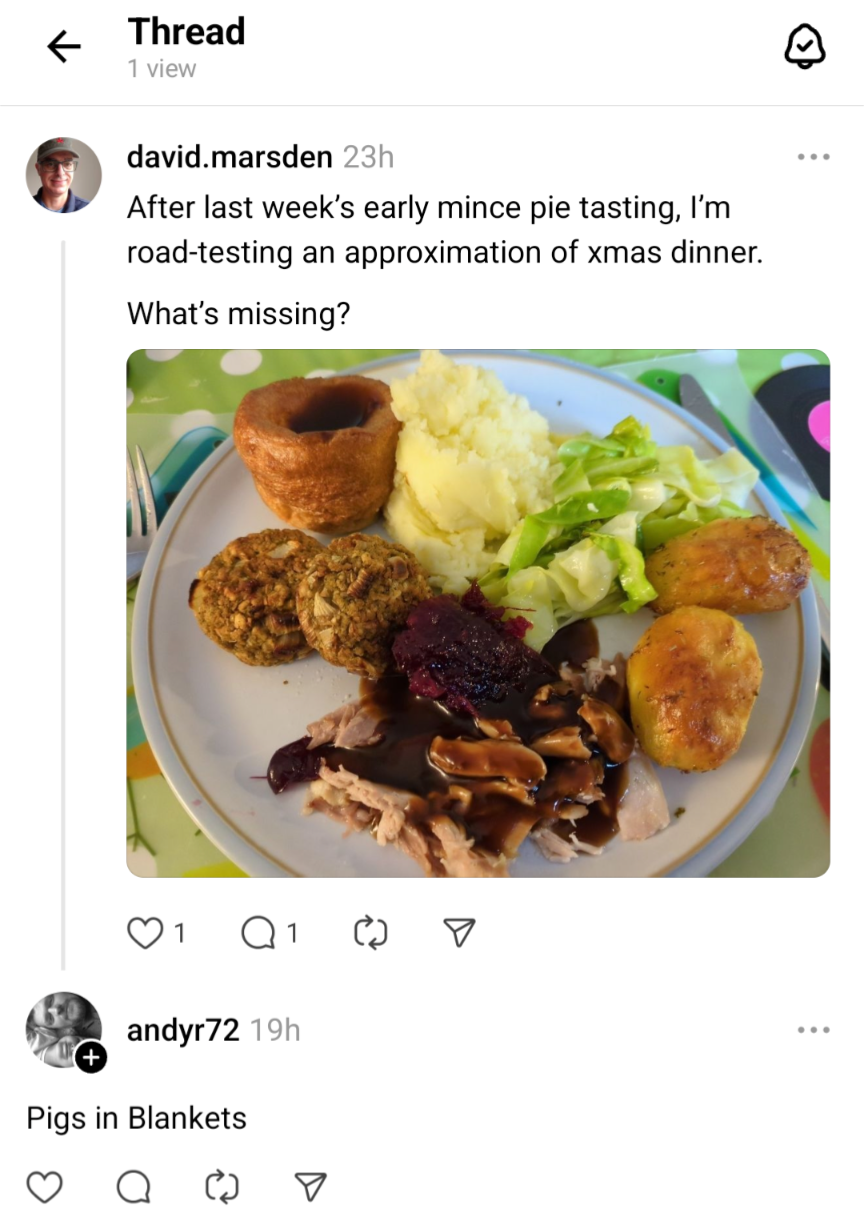 Thread
1 view
david.marsden 23h
After last week’s early mince pie tasting, I’m
road-testing an approximation of xmas dinner.
What’s missing?
1 1
andyr72 19h
Pigs in Blankets